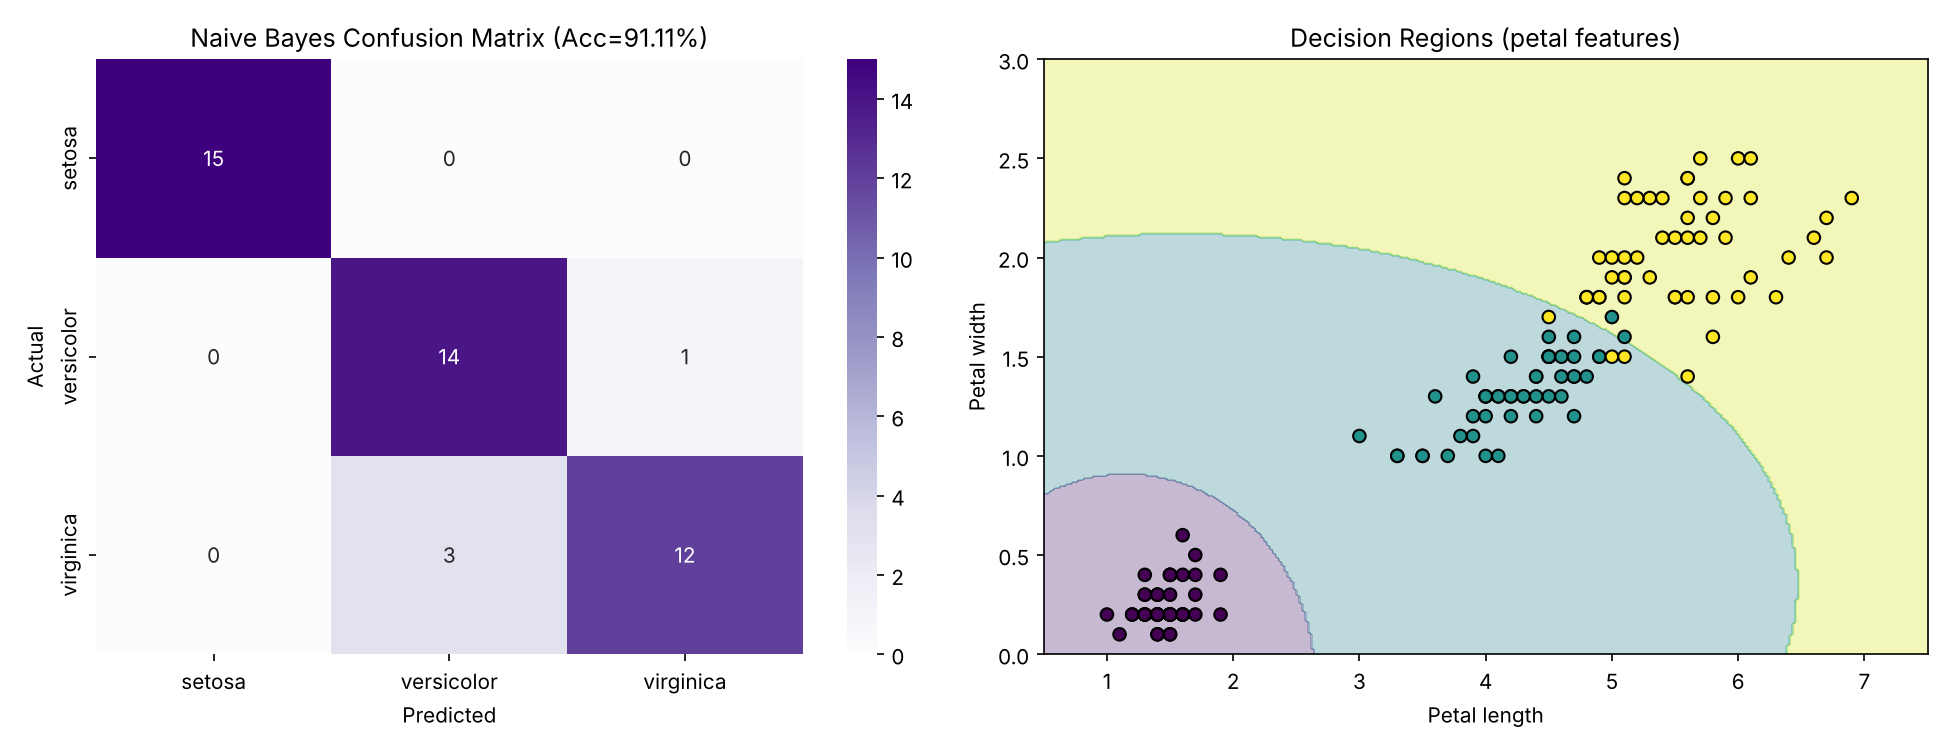 Naive Bayes Confusion Matrix (Acc=91.11%)
setosa
versicolor
virginica
Actual
15 0 0
0 14 1
0 3 12
setosa versicolor virginica
Predicted
14
12
10
8
6
4
2
0
Decision Regions (petal features)
Petal width
3.0
2.5
2.0
1.5
1.0
0.5
0.0
1 2 3 4 5 6 7
Petal length